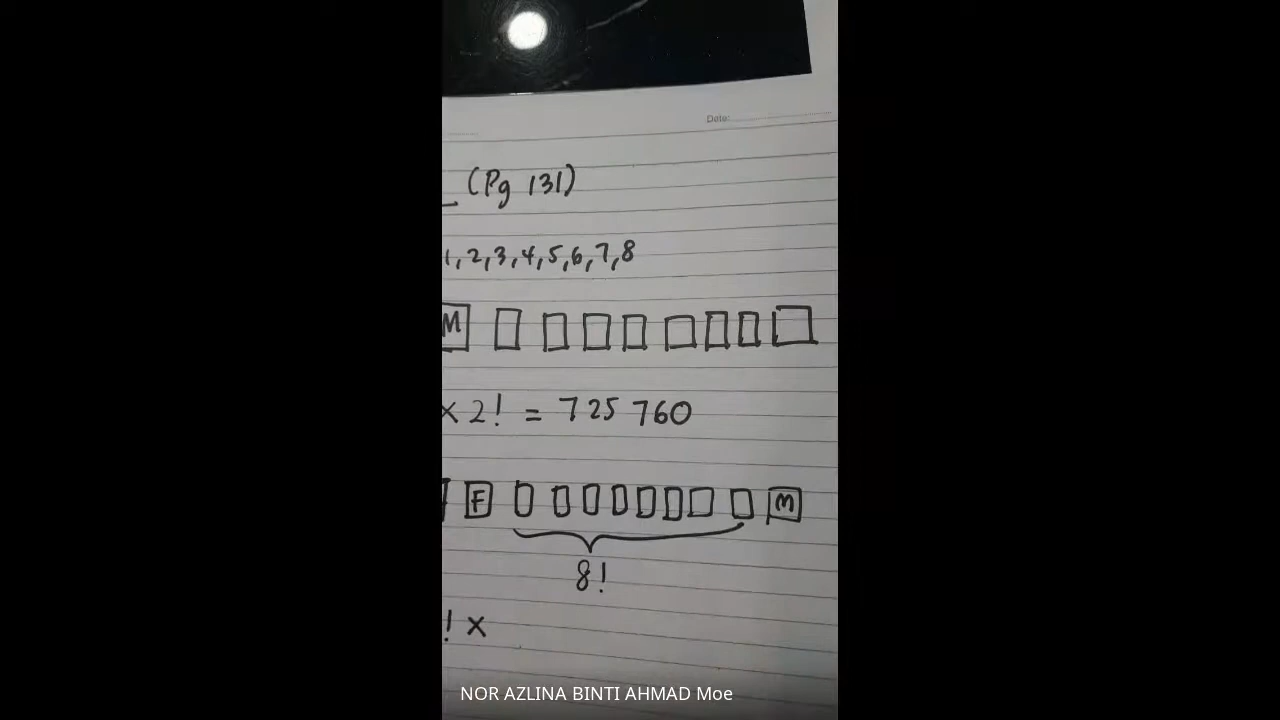 Date:
(Pg 131)
1, 2, 3, 4, 5, 6, 7, 8
M
× 2! = 725 760
F M
8!
! ×
NOR AZLINA BINTI AHMAD Moe